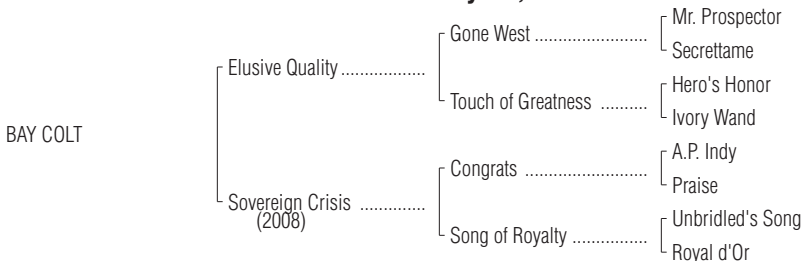 Mr. Prospector
Gone West ....................
Secrettame
Elusive Quality ..................
Hero's Honor
Touch of Greatness ..........
Ivory Wand
BAY COLT
A.P. Indy
Congrats ......................
Praise
Sovereign Crisis ..............
(2008)
Unbridled's Song
Song of Royalty ................
Royal d'Or